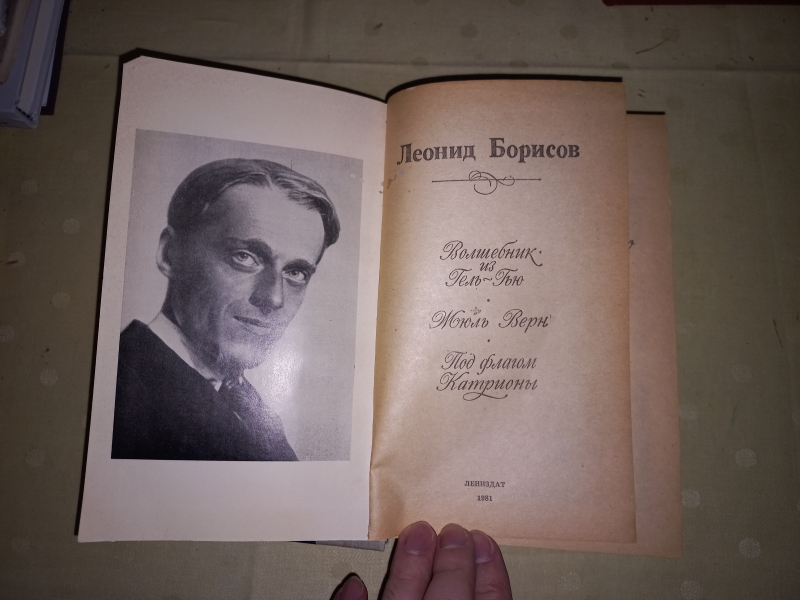 Леонид Борисов
Волшебник
из
Гель-Гью
Жюль Верн
Под флагом
Катрионы
ЛЕНИЗДАТ
1981